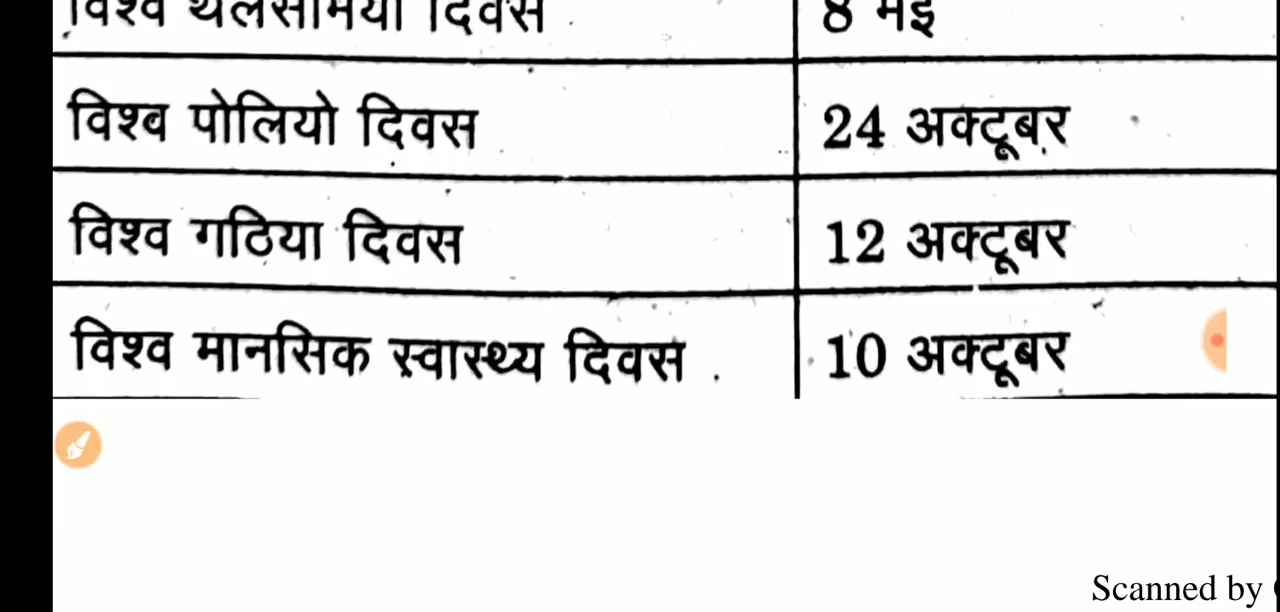 विश्व थैलेसीमिया दिवस 8 मई
विश्व पोलियो दिवस 24 अक्टूबर
विश्व गठिया दिवस 12 अक्टूबर
विश्व मानसिक स्वास्थ्य दिवस 10 अक्टूबर
Scanned by